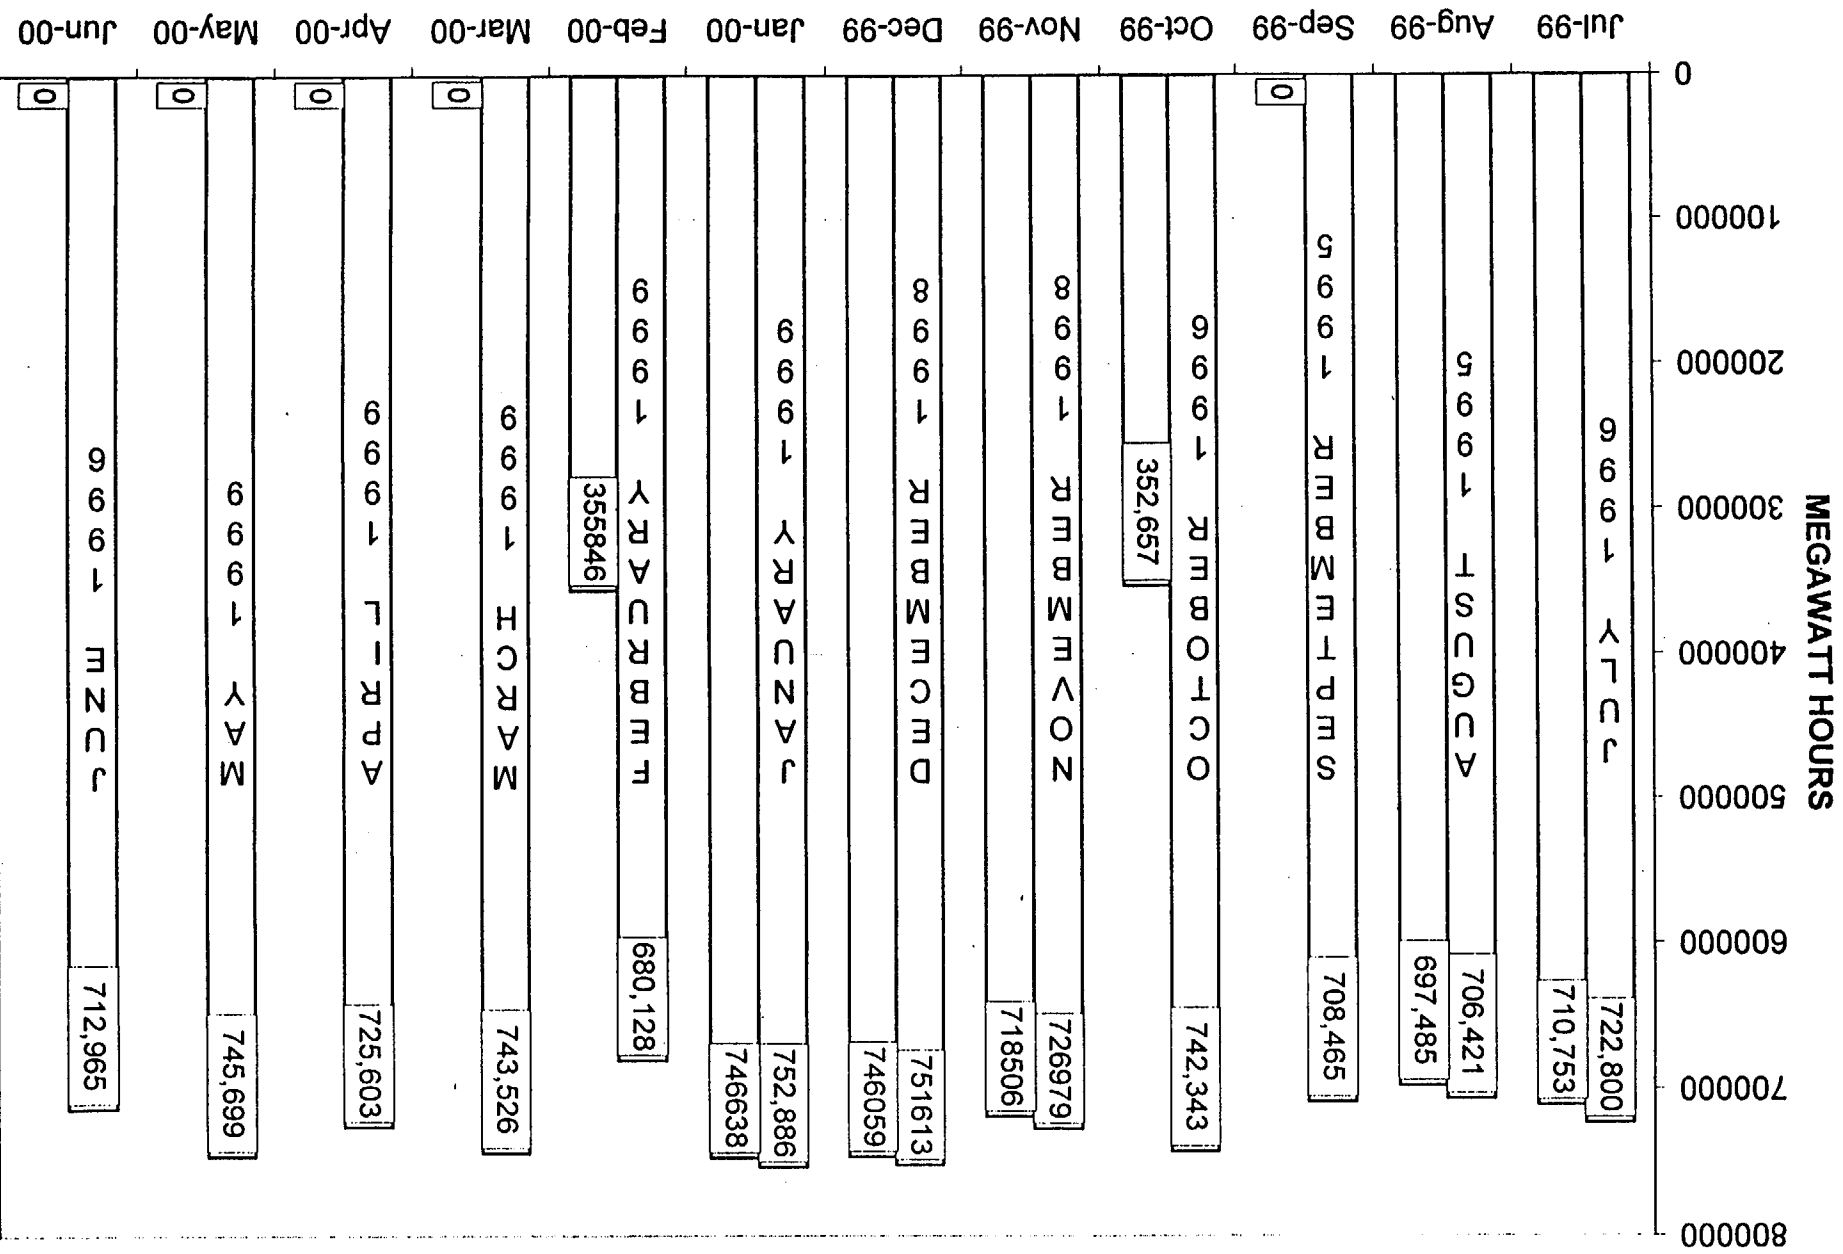 MEGAWATT HOURS
800000
700000
600000
500000
400000
300000
200000
100000
0
722,800
710,753
JULY 1996
706,421
697,485
AUGUST 1995
708,465
0
SEPTEMBER 1995
742,343
352,657
OCTOBER 1996
726979
718506
NOVEMBER 1998
751613
746059
DECEMBER 1998
752,886
746638
JANUARY 1999
680,128
355846
FEBRUARY 1999
743,526
0
MARCH 1999
725,603
0
APRIL 1999
745,699
0
MAY 1999
712,965
0
JUNE 1996
Jul-99 Aug-99 Sep-99 Oct-99 Nov-99 Dec-99 Jan-00 Feb-00 Mar-00 Apr-00 May-00 Jun-00